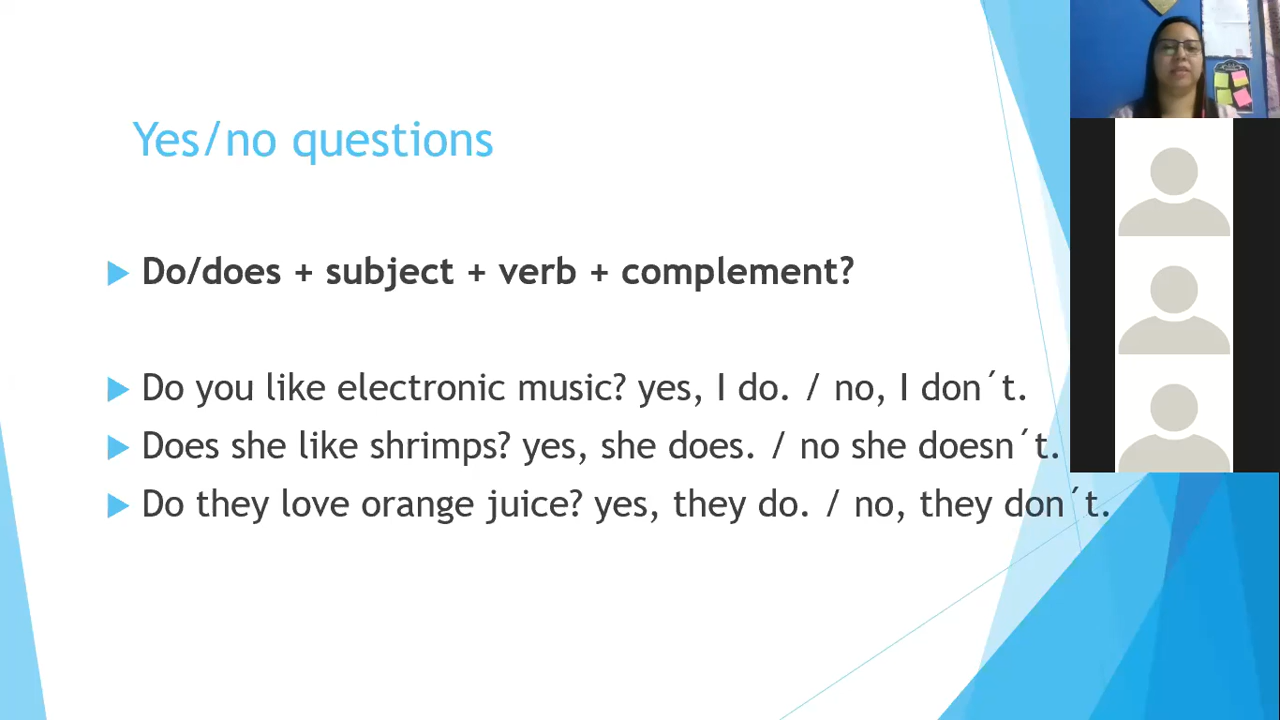 Yes/no questions
Do/does + subject + verb + complement?
Do you like electronic music? yes, I do. / no, I don´t.
Does she like shrimps? yes, she does. / no she doesn´t.
Do they love orange juice? yes, they do. / no, they don´t.